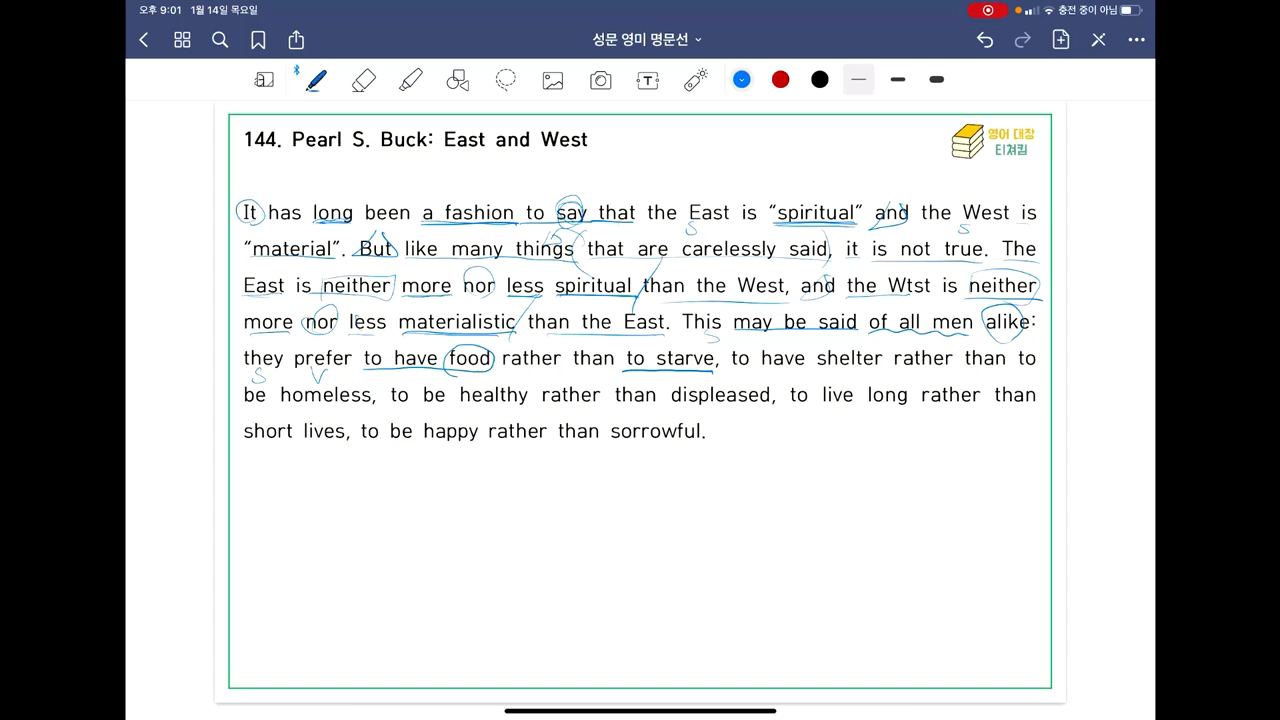 오후 9:01 1월 14일 목요일
충전 중이 아님
성문 영미 명문선
T
144. Pearl S. Buck: East and West
영어 대장
티쳐킴
It has long been a fashion to say that the East is “spiritual” and the West is
“material”. But like many things that are carelessly said, it is not true. The
East is neither more nor less spiritual than the West, and the Wtst is neither
more nor less materialistic than the East. This may be said of all men alike:
they prefer to have food rather than to starve, to have shelter rather than to
be homeless, to be healthy rather than displeased, to live long rather than
short lives, to be happy rather than sorrowful.